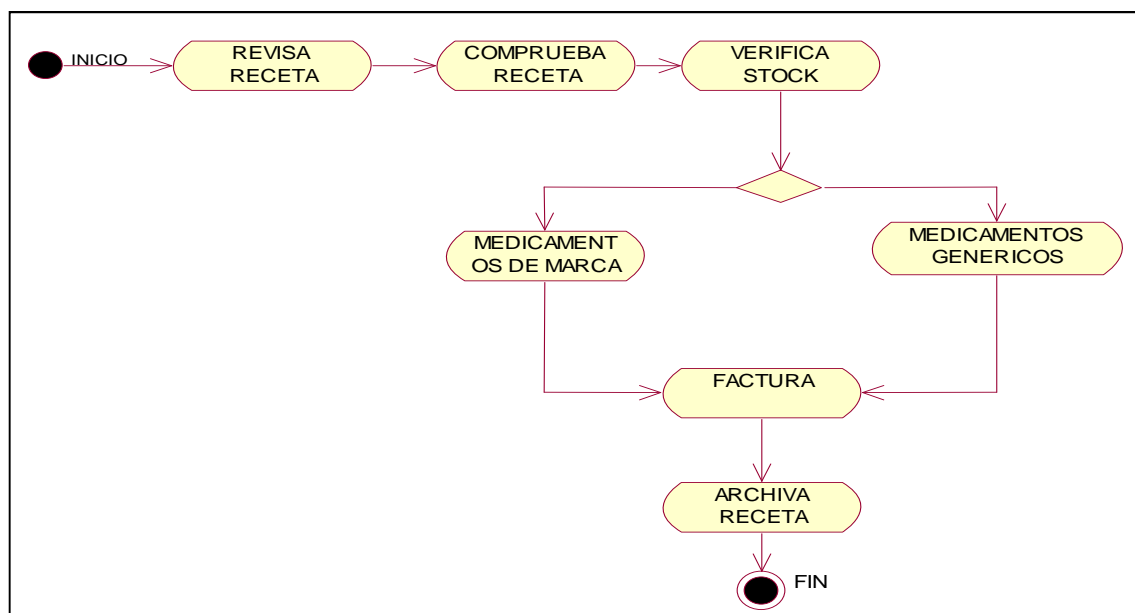 INICIO
REVISA
RECETA
COMPRUEBA
RECETA
VERIFICA
STOCK
MEDICAMENT
OS DE MARCA
MEDICAMENTOS
GENERICOS
FACTURA
ARCHIVA
RECETA
FIN